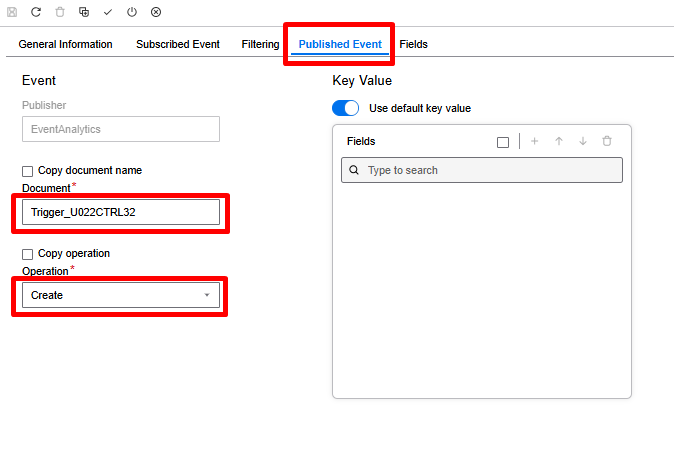 General Information Subscribed Event Filtering Published Event Fields
Event
Publisher
EventAnalytics
Copy document name
Document*
Trigger_U022CTRL32
Copy operation
Operation*
Create
Key Value
Use default key value
Fields
Type to search